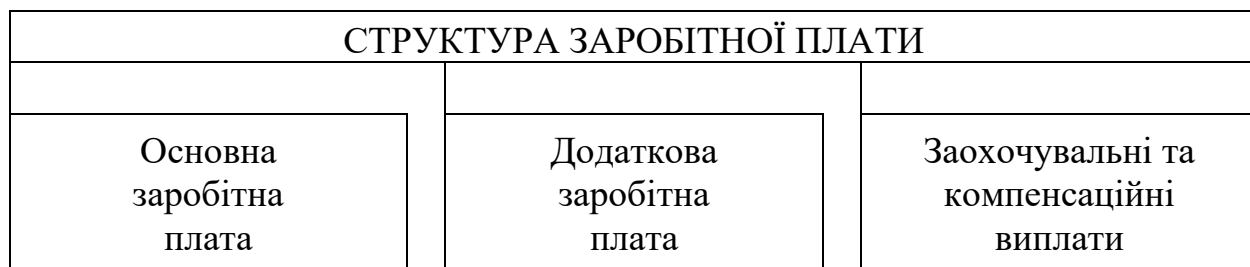 СТРУКТУРА ЗАРОБІТНОЇ ПЛАТИ
Основна
заробітна
плата
Додаткова
заробітна
плата
Заохочувальні та
компенсаційні
виплати